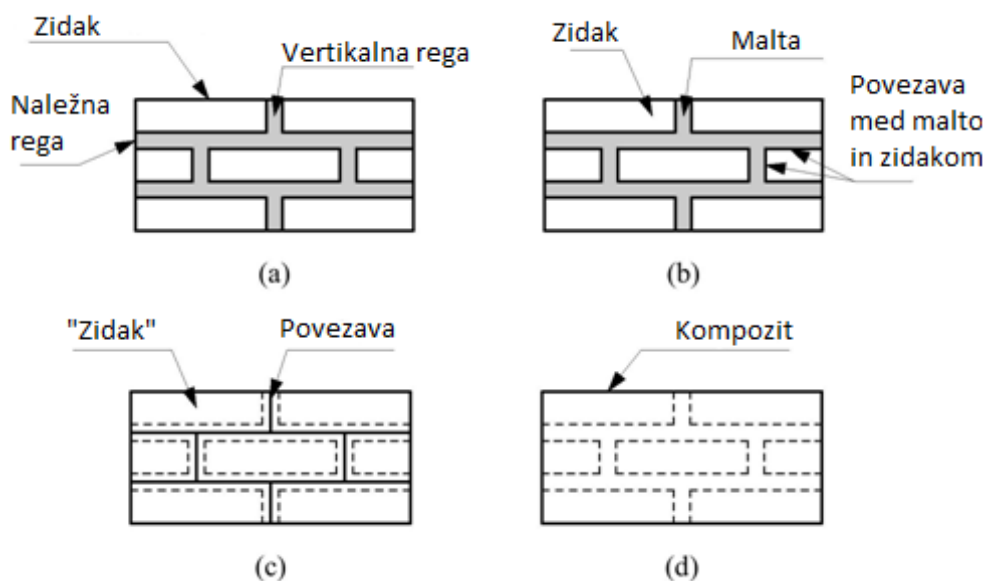 Zidak
Vertikalna rega
Naležna
rega
(a)
Zidak
Malta
Povezava
med malto
in zidakom
(b)
"Zidak"
Povezava
(c)
Kompozit
(d)